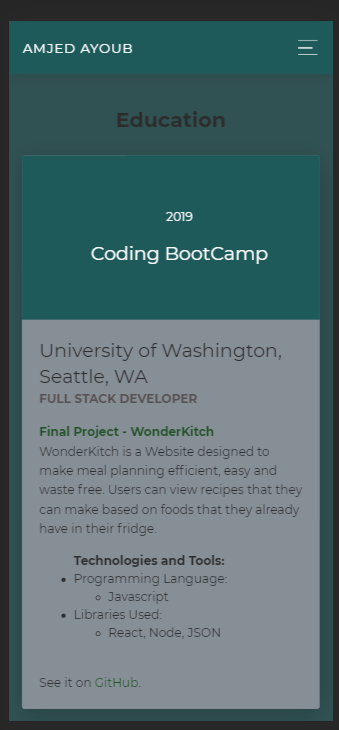 AMJED AYOUB
Education
2019
Coding BootCamp
University of Washington,
Seattle, WA
FULL STACK DEVELOPER
Final Project - WonderKitch
WonderKitch is a Website designed to
make meal planning efficient, easy and
waste free. Users can view recipes that they
can make based on foods that they already
have in their fridge.
Technologies and Tools:
Programming Language:
Javascript
Libraries Used:
React, Node, JSON
See it on GitHub.